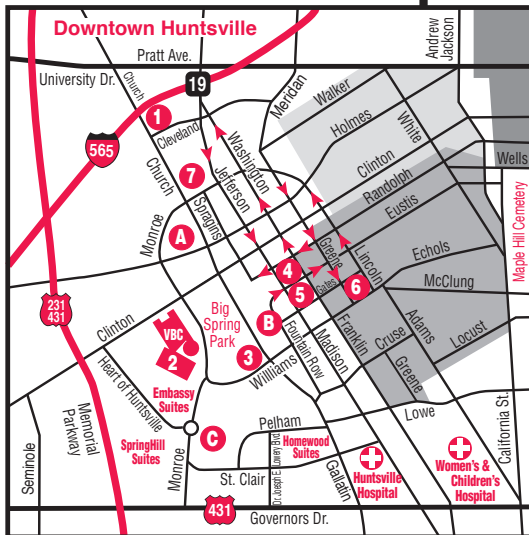 Downtown Huntsville
Pratt Ave.
University Dr.
Church
19
Meridian
Andrew
Jackson
Walker
Holmes
White
1
Cleveland
565
Church
7
Washington
Jefferson
Clinton
Wells
Randolph
Eustis
Monroe
A
Spragins
Greene
Lincoln
Echols
McClung
Maple Hill Cemetery
4
5
Gates
6
231
431
Big
Spring
Park
B
Clinton
VBC
2
3
Williams
Fountain Row
Madison
Franklin
Cruse
Adams
Locust
Greene
Heart of Huntsville
Embassy
Suites
Memorial
Parkway
Seminole
SpringHill
Suites
C
Pelham
Lowe
Monroe
St. Clair
Dr. Joseph E. Lowery Blvd
Homewood
Suites
Gallatin
Huntsville
Hospital
Women's &
Children's
Hospital
California St.
431
Governors Dr.